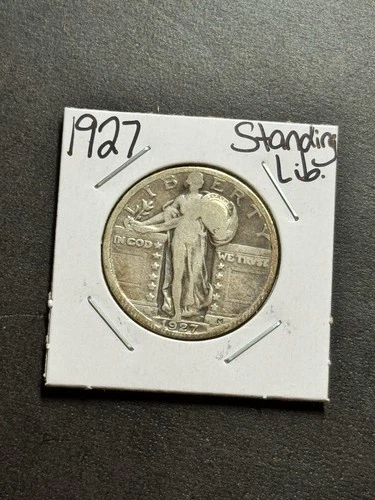 1927
Standing
Lib.
LIBERTY
IN GOD WE TRUST
1927